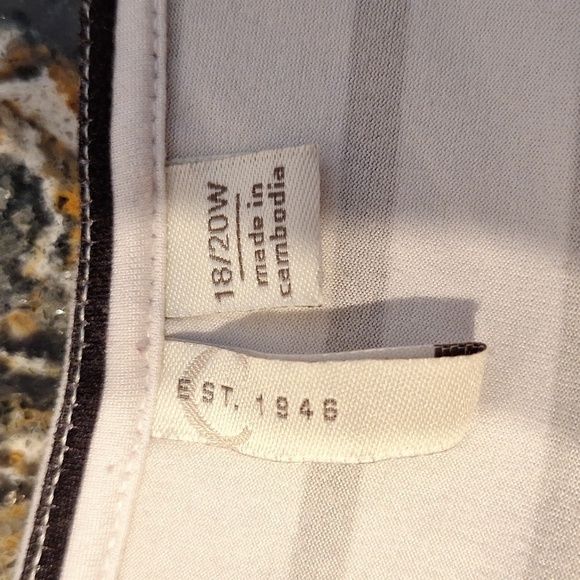 18/20W
made in
cambodia
EST. 1946